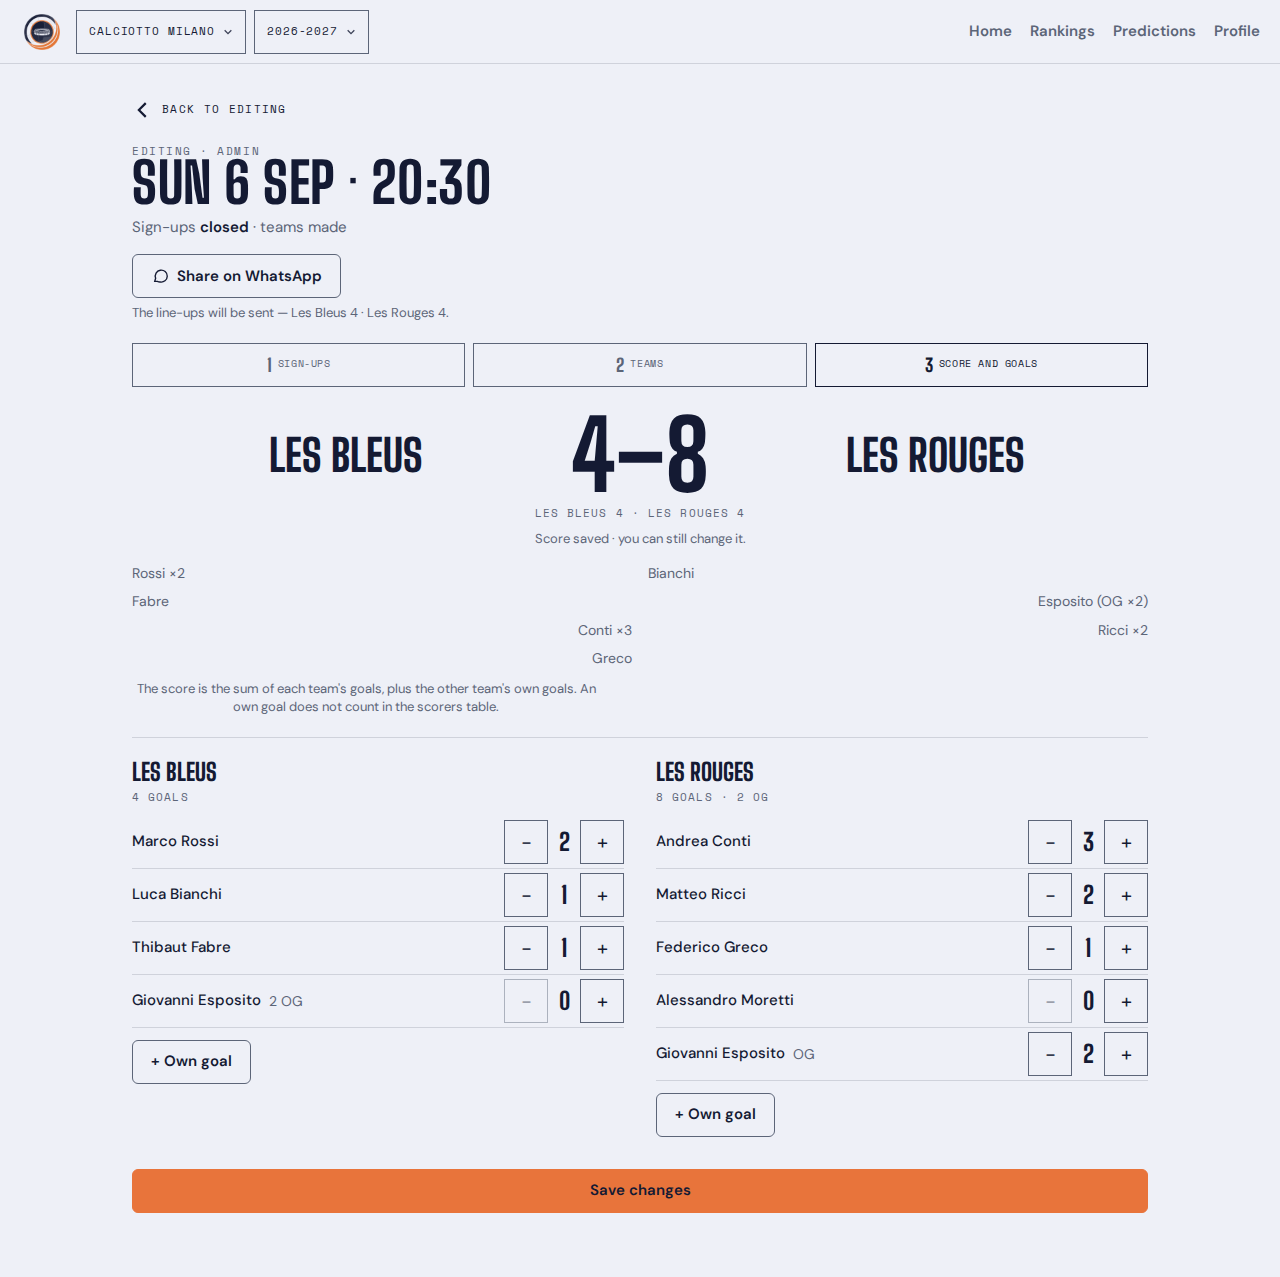 CALCIOTTO MILANO
2026-2027
Home
Rankings
Predictions
Profile
BACK TO EDITING
EDITING · ADMIN
SUN 6 SEP · 20:30
Sign-ups closed · teams made
Share on WhatsApp
The line-ups will be sent — Les Bleus 4 · Les Rouges 4.
1 SIGN-UPS
2 TEAMS
3 SCORE AND GOALS
LES BLEUS
4–8
LES ROUGES
LES BLEUS 4 · LES ROUGES 4
Score saved · you can still change it.
Rossi ×2
Bianchi
Fabre
Esposito (OG ×2)
Conti ×3
Ricci ×2
Greco
The score is the sum of each team's goals, plus the other team's own goals. An
own goal does not count in the scorers table.
LES BLEUS
4 GOALS
Marco Rossi
− 2 +
Luca Bianchi
− 1 +
Thibaut Fabre
− 1 +
Giovanni Esposito 2 OG
− 0 +
+ Own goal
LES ROUGES
8 GOALS · 2 OG
Andrea Conti
− 3 +
Matteo Ricci
− 2 +
Federico Greco
− 1 +
Alessandro Moretti
− 0 +
Giovanni Esposito OG
− 2 +
+ Own goal
Save changes